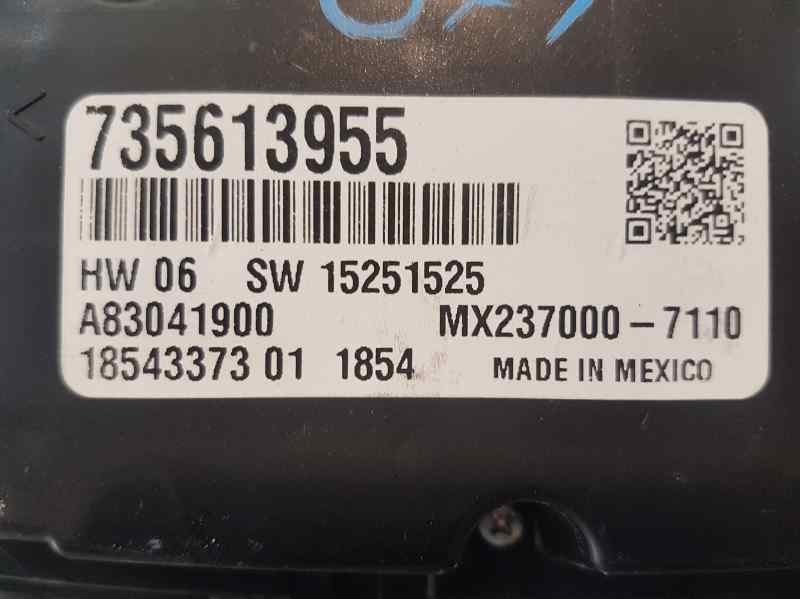 735613955
HW 06 SW 15251525
A83041900 MX237000-7110
18543373 01 1854 MADE IN MEXICO